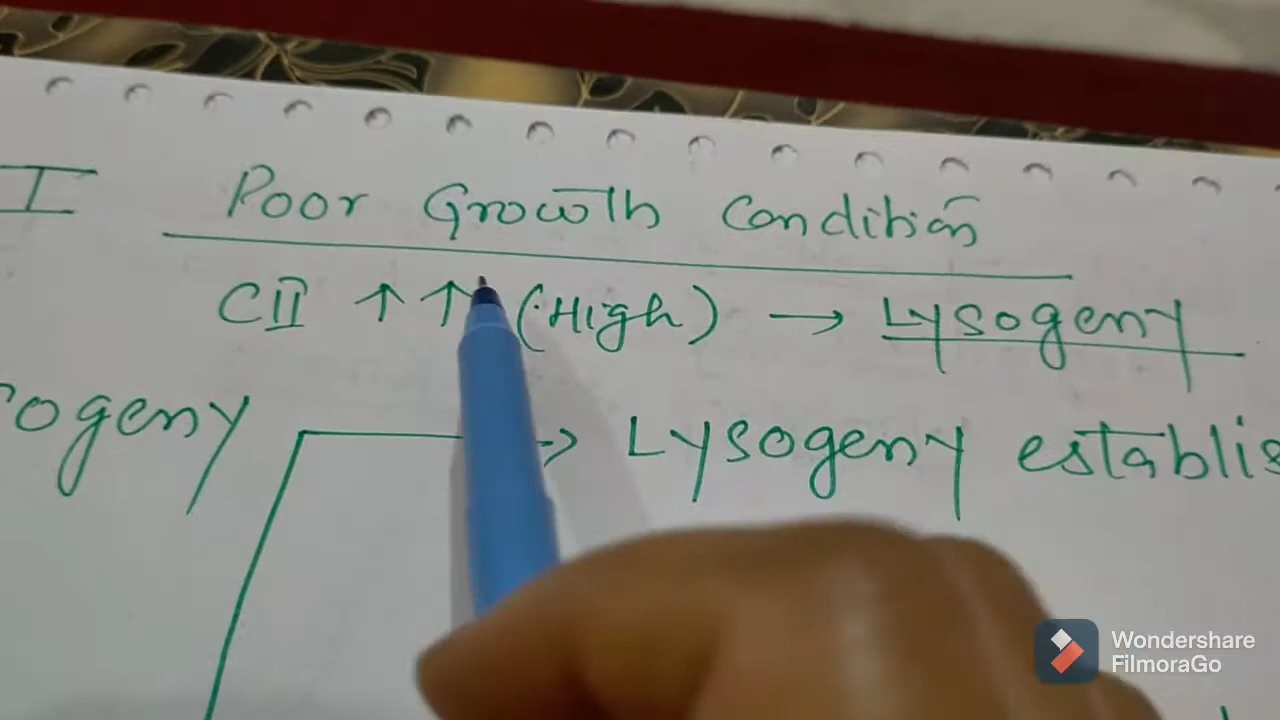 I Poor Growth Condition
CII ↑ ↑ (High) → Lysogeny
ogeny → Lysogeny establis
Wondershare
FilmoraGo